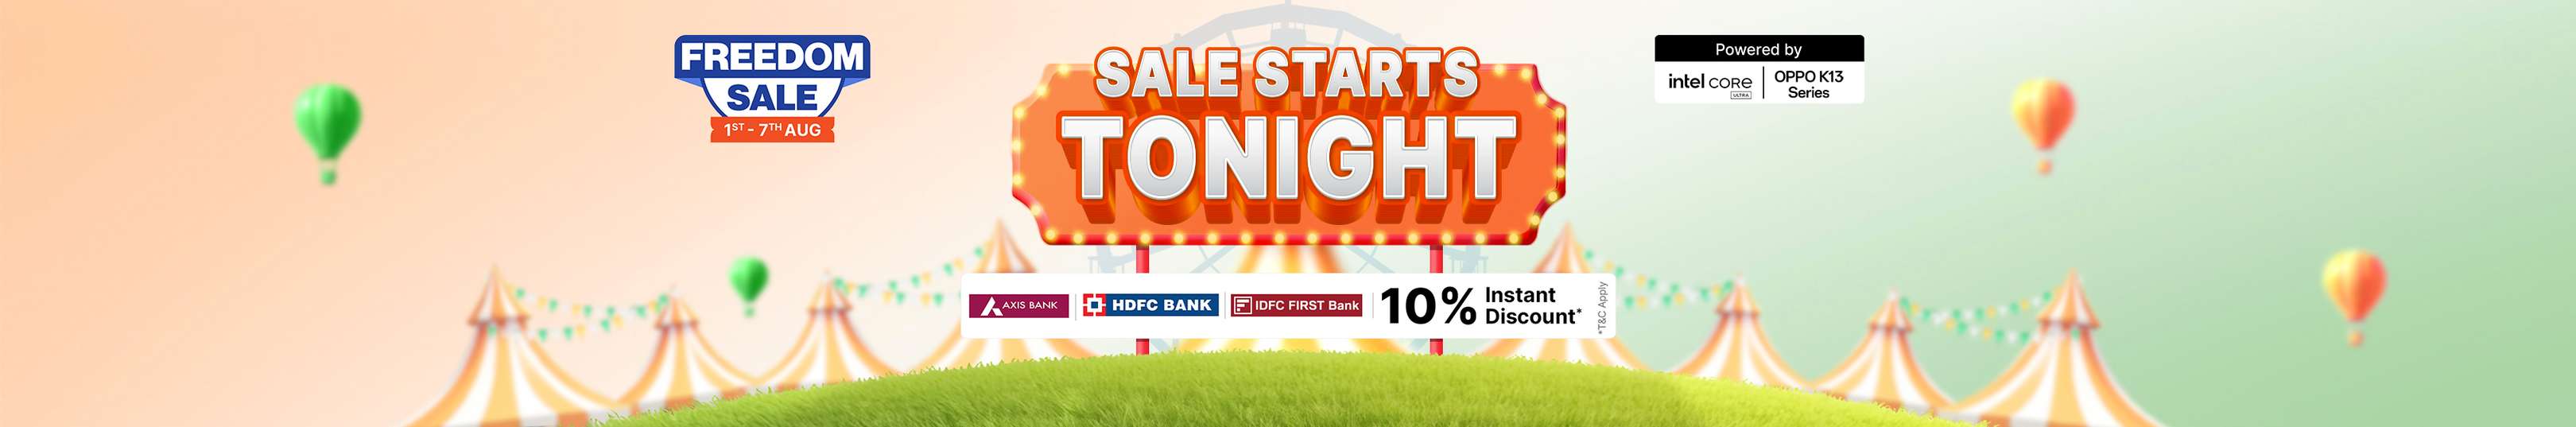 FREEDOM
SALE
1ST - 7TH AUG
SALE STARTS
TONIGHT
Powered by
intel CORE
ULTRA
OPPO K13
Series
AXIS BANK
HDFC BANK
IDFC FIRST Bank
10%
Instant
Discount*
*T&C Apply